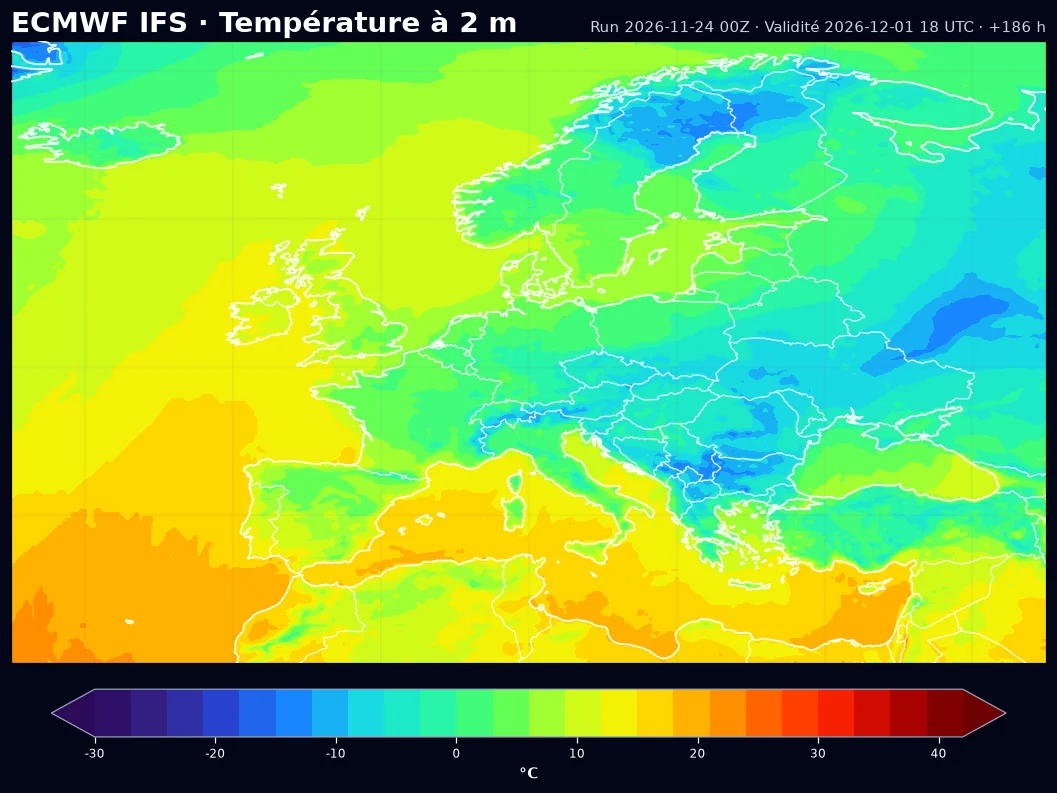 ECMWF IFS · Température à 2 m
Run 2026-11-24 00Z · Validité 2026-12-01 18 UTC · +186 h
-30 -20 -10 0 10 20 30 40
°C